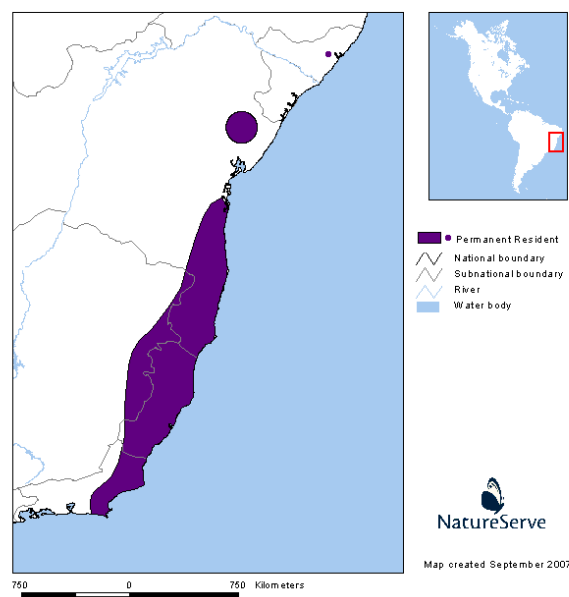 Permanent Resident
National boundary
Subnational boundary
River
Water body
NatureServe
Map created September 2007
750 0 750 Kilometers